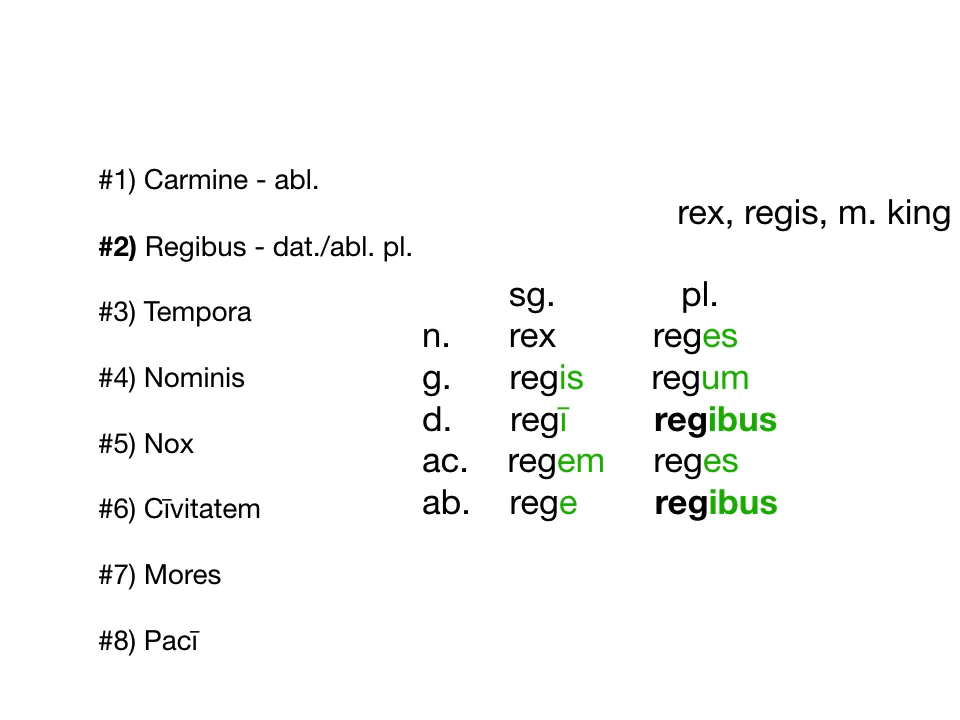 #1) Carmine - abl.
rex, regis, m. king
#2) Regibus - dat./abl. pl.
sg. pl.
#3) Tempora
n. rex reges
#4) Nominis
g. regis regum
d. regī regibus
#5) Nox
ac. regem reges
#6) Cīvitatem
ab. rege regibus
#7) Mores
#8) Pacī